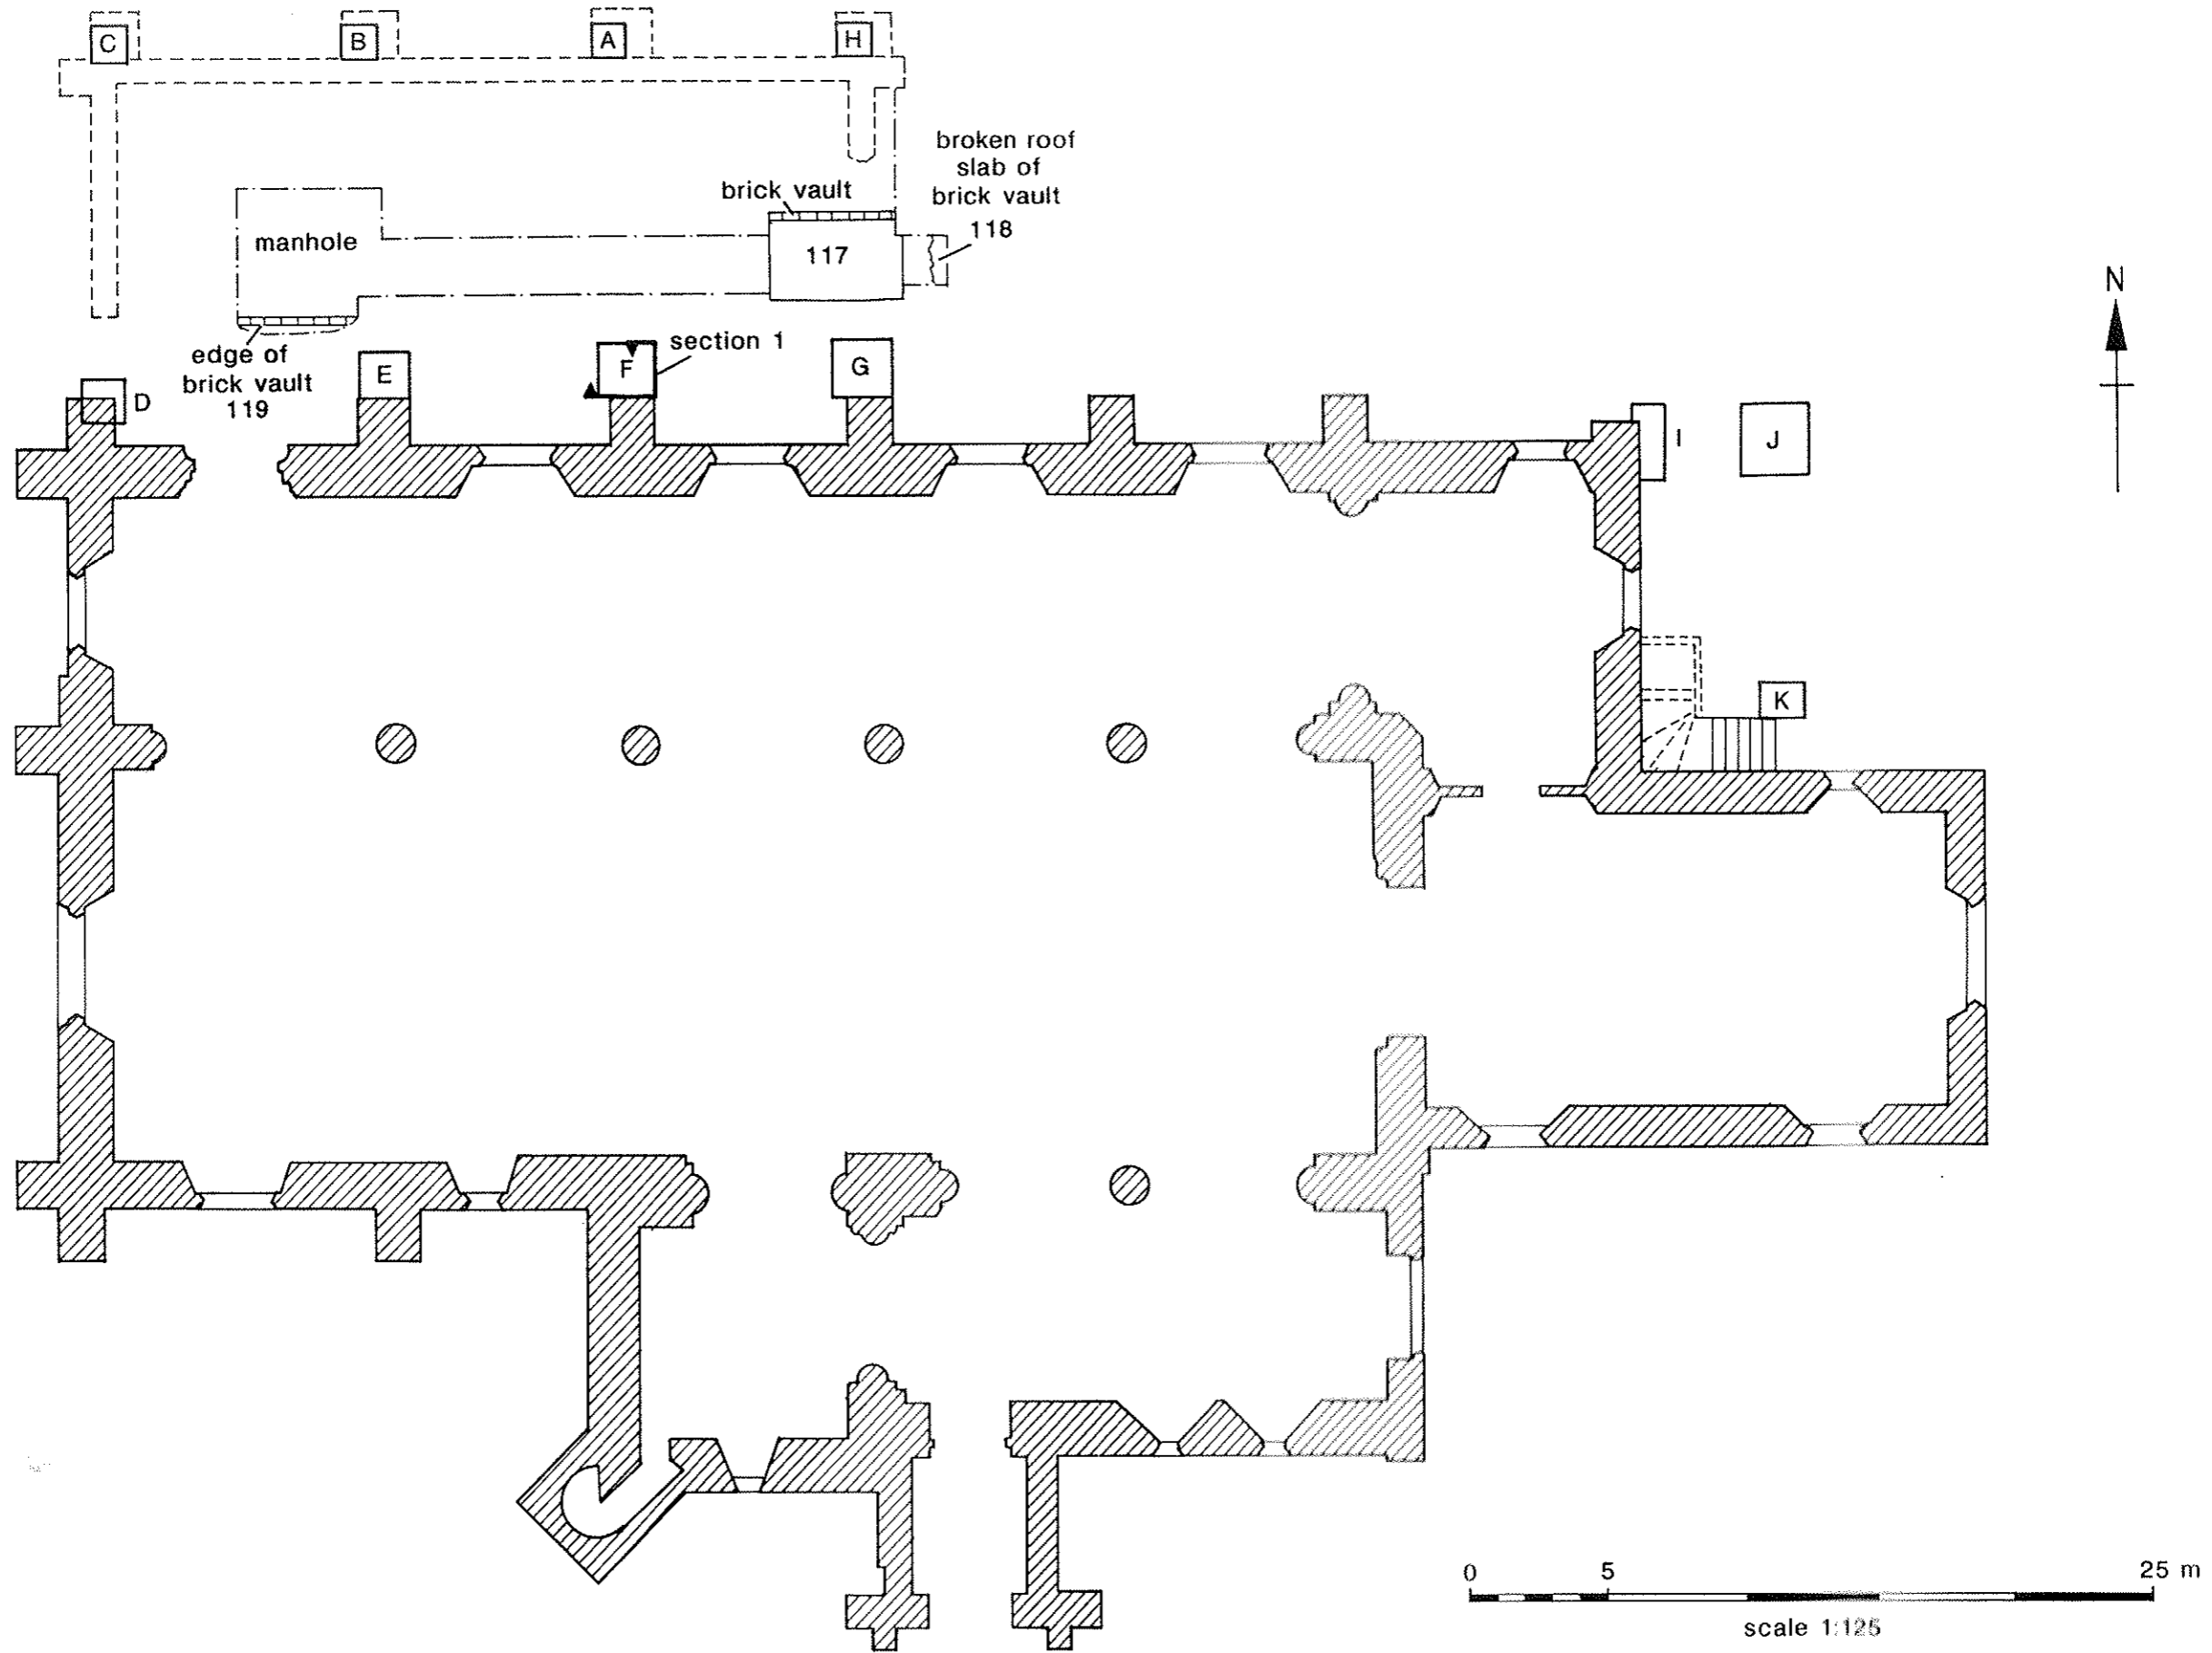 C B A H
broken roof
slab of
brick vault
118
brick vault
manhole
117
N
section 1
edge of
brick vault
119
D
E
F
G
I
J
K
0 5 25 m
scale 1:125